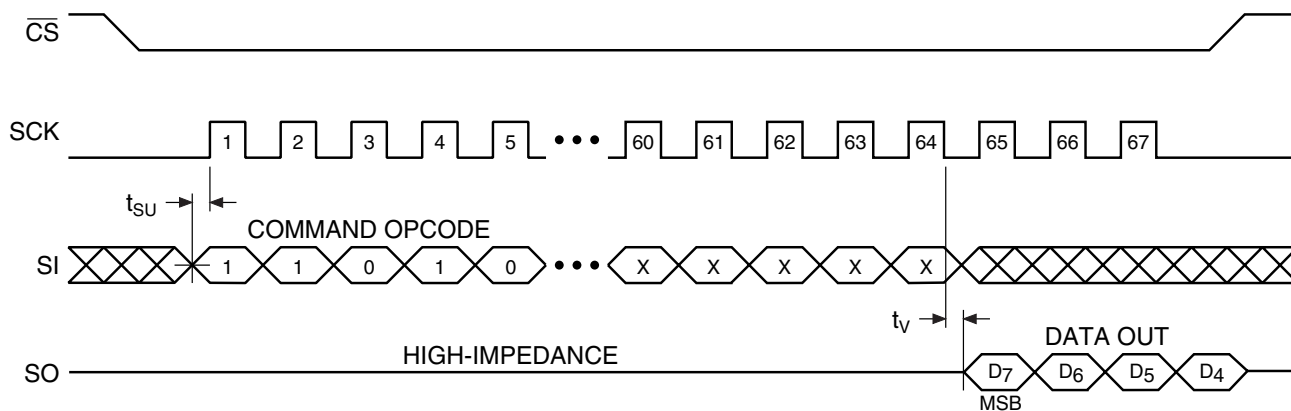 CS
SCK 1 2 3 4 5 ••• 60 61 62 63 64 65 66 67
tSU
COMMAND OPCODE
SI 1 1 0 1 0 ••• X X X X X
tV
HIGH-IMPEDANCE
DATA OUT
SO D7 D6 D5 D4
MSB